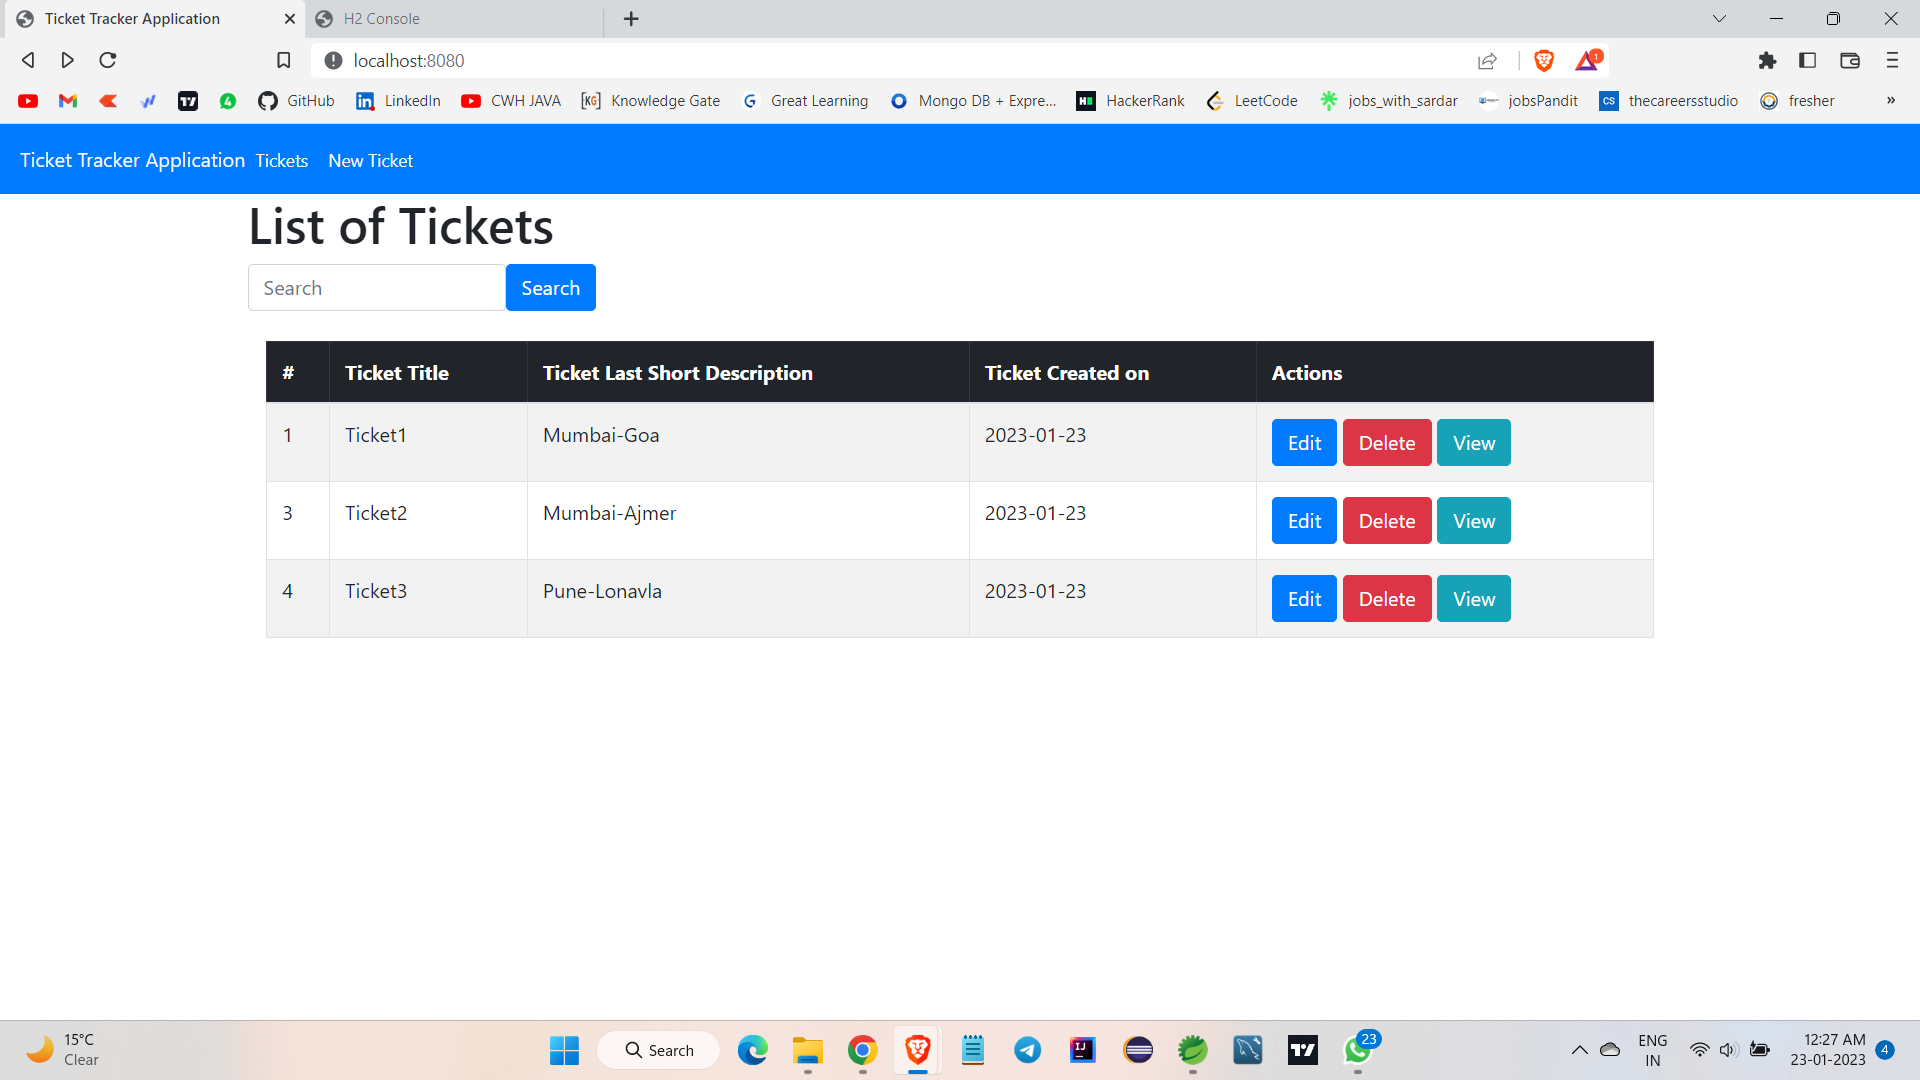 Ticket Tracker Application
H2 Console
localhost:8080
1
GitHub LinkedIn CWH JAVA Knowledge Gate Great Learning Mongo DB + Expre... HackerRank LeetCode jobs_with_sardar jobsPandit thecareersstudio fresher »
Ticket Tracker Application Tickets New Ticket
List of Tickets
Search Search
# Ticket Title Ticket Last Short Description Ticket Created on Actions
1 Ticket1 Mumbai-Goa 2023-01-23 Edit Delete View
3 Ticket2 Mumbai-Ajmer 2023-01-23 Edit Delete View
4 Ticket3 Pune-Lonavla 2023-01-23 Edit Delete View
15°C
Clear
Search
23
ENG
IN
12:27 AM
23-01-2023
4